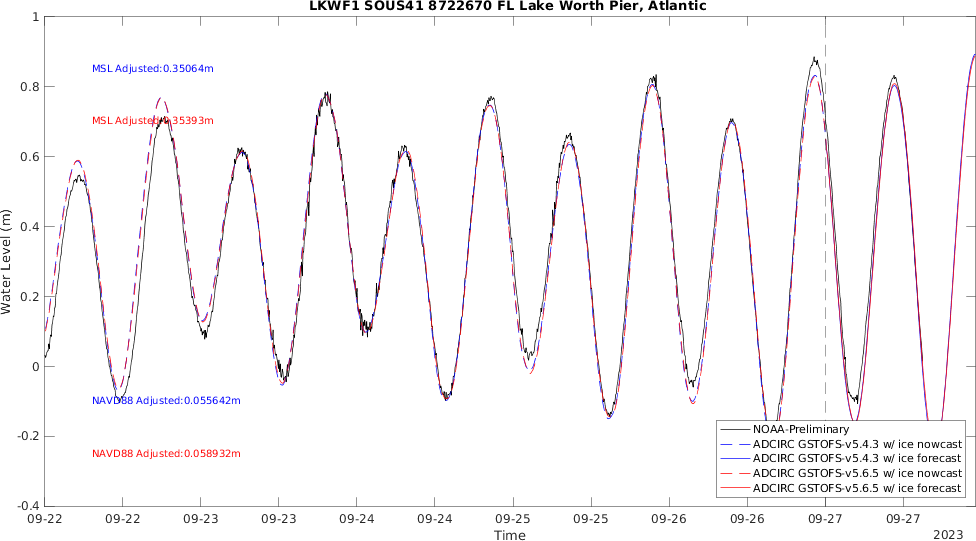 LKWF1 SOUS41 8722670 FL Lake Worth Pier, Atlantic
1
0.8
0.6
0.4
0.2
0
-0.2
-0.4
Water Level (m)
MSL Adjusted:0.35064m
MSL Adjusted:0.35393m
NAVD88 Adjusted:0.055642m
NAVD88 Adjusted:0.058932m
NOAA-Preliminary
ADCIRC GSTOFS-v5.4.3 w/ ice nowcast
ADCIRC GSTOFS-v5.4.3 w/ ice forecast
ADCIRC GSTOFS-v5.6.5 w/ ice nowcast
ADCIRC GSTOFS-v5.6.5 w/ ice forecast
09-22 09-22 09-23 09-23 09-24 09-24 09-25 09-25 09-26 09-26 09-27 09-27
Time
2023